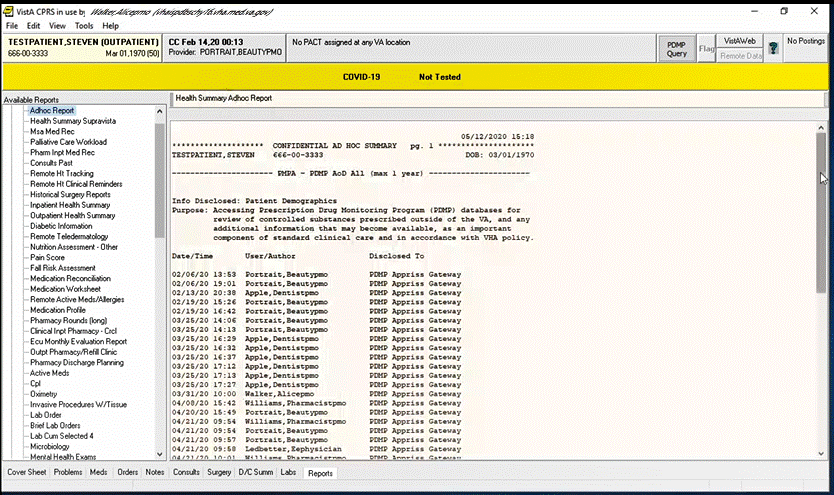 VistA CPRS in use by Walker,Alicepmo (vhaispdbschy16.vha.med.va.gov)
File Edit View Tools Help
TESTPATIENT,STEVEN (OUTPATIENT)
666-00-3333 Mar 01,1970 (50)
CC Feb 14,20 00:13
Provider: PORTRAIT,BEAUTYPMO
No PACT assigned at any VA location
PDMP
Query
Flag
VistAWeb
Remote Data
No Postings
COVID-19 Not Tested
Available Reports
Adhoc Report
Health Summary Supravista
Msa Med Rec
Palliative Care Workload
Pharm Inpt Med Rec
Consults Past
Remote Ht Tracking
Remote Ht Clinical Reminders
Historical Surgery Reports
Inpatient Health Summary
Outpatient Health Summary
Diabetic Information
Remote Teledermatology
Nutrition Assessment - Other
Pain Score
Fall Risk Assessment
Medication Reconciliation
Medication Worksheet
Remote Active Meds/Allergies
Medication Profile
Pharmacy Rounds (long)
Clinical Inpt Pharmacy - Crcl
Ecu Monthly Evaluation Report
Outpt Pharmacy/Refill Clinic
Pharmacy Discharge Planning
Active Meds
Cpl
Oximetry
Invasive Procedures W/Tissue
Lab Order
Brief Lab Orders
Lab Cum Selected 4
Microbiology
Mental Health Exams
Health Summary Adhoc Report
05/12/2020 15:18
******************** CONFIDENTIAL AD HOC SUMMARY pg. 1 *********************
TESTPATIENT,STEVEN 666-00-3333 DOB: 03/01/1970
---------------------- PMPA - PDMP AoD All (max 1 year) ----------------------
Info Disclosed: Patient Demographics
Purpose: Accessing Prescription Drug Monitoring Program (PDMP) databases for
review of controlled substances prescribed outside of the VA, and any
additional information that may become available, as an important
component of standard clinical care and in accordance with VHA policy.
Date/Time User/Author Disclosed To
02/06/20 13:53 Portrait,Beautypmo PDMP Appriss Gateway
02/06/20 19:01 Portrait,Beautypmo PDMP Appriss Gateway
02/13/20 20:38 Apple,Dentistpmo PDMP Appriss Gateway
02/19/20 15:26 Portrait,Beautypmo PDMP Appriss Gateway
02/19/20 16:42 Portrait,Beautypmo PDMP Appriss Gateway
03/25/20 14:06 Portrait,Beautypmo PDMP Appriss Gateway
03/25/20 14:13 Portrait,Beautypmo PDMP Appriss Gateway
03/25/20 16:29 Apple,Dentistpmo PDMP Appriss Gateway
03/25/20 16:32 Apple,Dentistpmo PDMP Appriss Gateway
03/25/20 16:37 Apple,Dentistpmo PDMP Appriss Gateway
03/25/20 17:12 Apple,Dentistpmo PDMP Appriss Gateway
03/25/20 17:13 Apple,Dentistpmo PDMP Appriss Gateway
03/25/20 17:27 Apple,Dentistpmo PDMP Appriss Gateway
03/31/20 10:00 Walker,Alicepmo PDMP Appriss Gateway
04/08/20 15:42 Williams,Pharmacistpmo PDMP Appriss Gateway
04/20/20 15:49 Portrait,Beautypmo PDMP Appriss Gateway
04/21/20 09:54 Williams,Pharmacistpmo PDMP Appriss Gateway
04/21/20 09:54 Portrait,Beautypmo PDMP Appriss Gateway
04/21/20 09:57 Portrait,Beautypmo PDMP Appriss Gateway
04/21/20 09:58 Ledbetter,Zephysician PDMP Appriss Gateway
04/21/20 10:01 Williams,Pharmacistpmo PDMP Appriss Gateway
Cover Sheet Problems Meds Orders Notes Consults Surgery D/C Summ Labs Reports